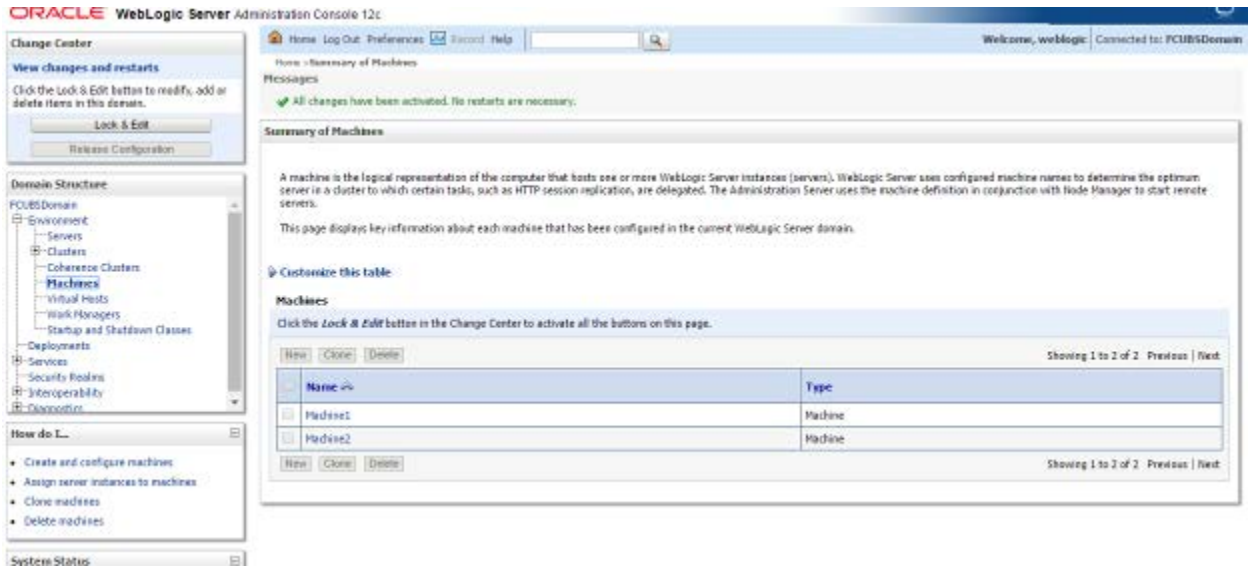 ORACLE WebLogic Server Administration Console 12c
Change Center
View changes and restarts
Click the Lock & Edit button to modify, add or
delete items in this domain.
Lock & Edit
Release Configuration
Domain Structure
FCUBSDomain
Environment
Servers
Clusters
Coherence Clusters
Machines
Virtual Hosts
Work Managers
Startup and Shutdown Classes
Deployments
Services
Security Realms
Interoperability
Diagnostics
How do I...
Create and configure machines
Assign server instances to machines
Clone machines
Delete machines
System Status
Home Log Out Preferences Record Help
Welcome, weblogic Connected to: FCUBSDomain
Home >Summary of Machines
Messages
All changes have been activated. No restarts are necessary.
Summary of Machines
A machine is the logical representation of the computer that hosts one or more WebLogic Server instances (servers). WebLogic Server uses configured machine names to determine the optimum
server in a cluster to which certain tasks, such as HTTP session replication, are delegated. The Administration Server uses the machine definition in conjunction with Node Manager to start remote
servers.
This page displays key information about each machine that has been configured in the current WebLogic Server domain.
Customize this table
Machines
Click the Lock & Edit button in the Change Center to activate all the buttons on this page.
New Clone Delete
Showing 1 to 2 of 2 Previous | Next
Name Type
Machine1 Machine
Machine2 Machine
New Clone Delete
Showing 1 to 2 of 2 Previous | Next